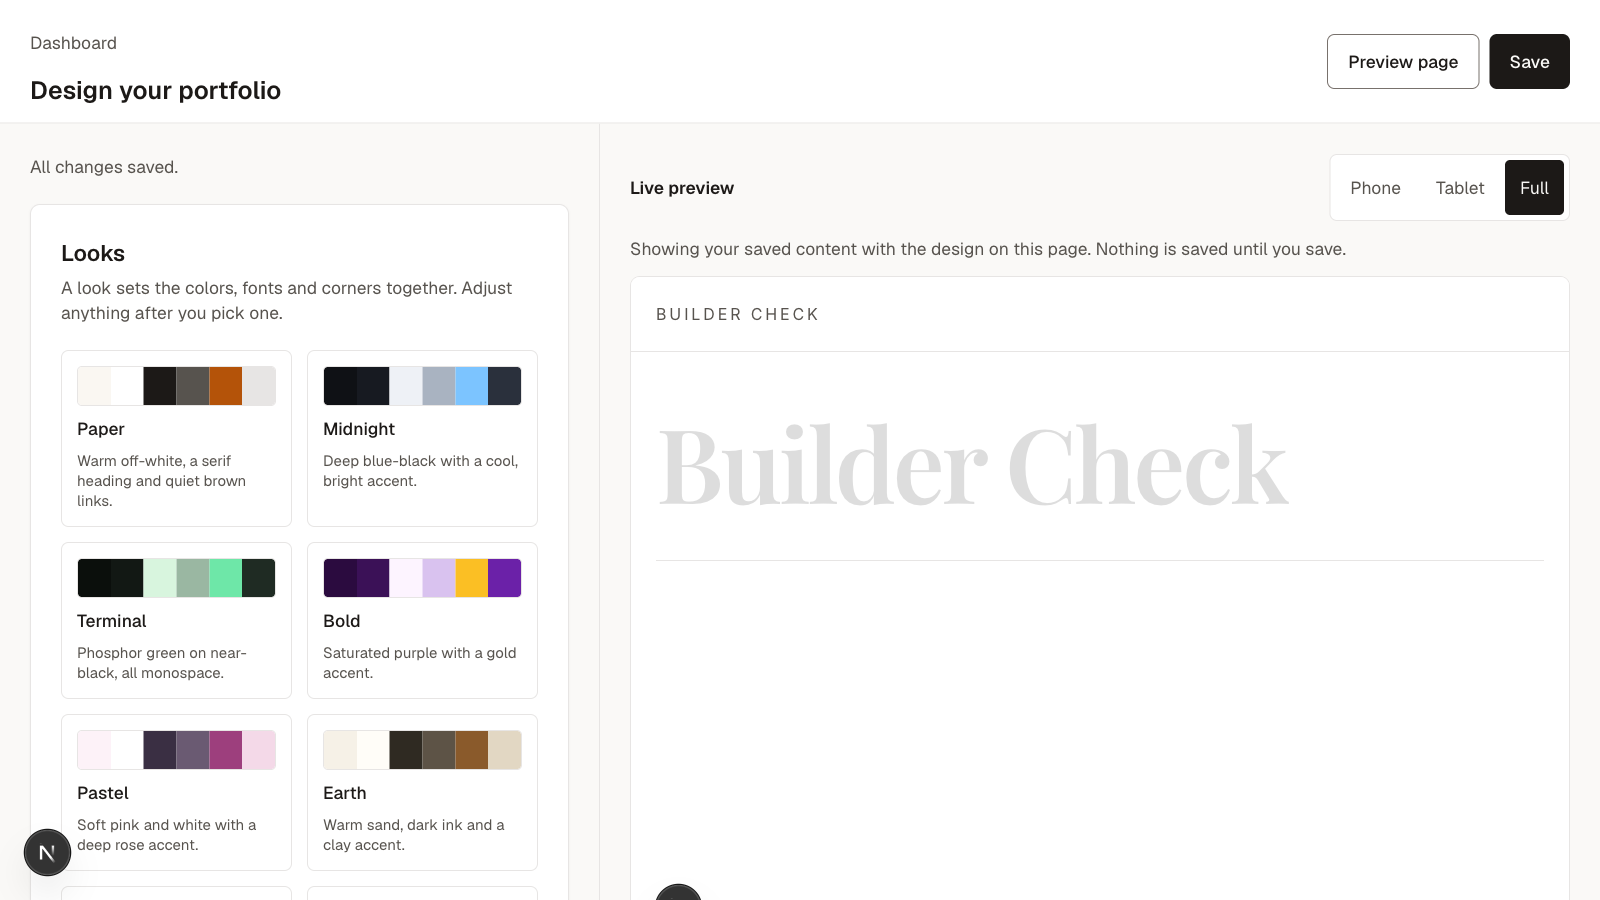 Dashboard
Design your portfolio
Preview page
Save
All changes saved.
Looks
A look sets the colors, fonts and corners together. Adjust
anything after you pick one.
Paper
Warm off-white, a serif
heading and quiet brown
links.
Midnight
Deep blue-black with a cool,
bright accent.
Terminal
Phosphor green on near-
black, all monospace.
Bold
Saturated purple with a gold
accent.
Pastel
Soft pink and white with a
deep rose accent.
Earth
Warm sand, dark ink and a
clay accent.
N
Live preview
Phone
Tablet
Full
Showing your saved content with the design on this page. Nothing is saved until you save.
BUILDER CHECK
Builder Check